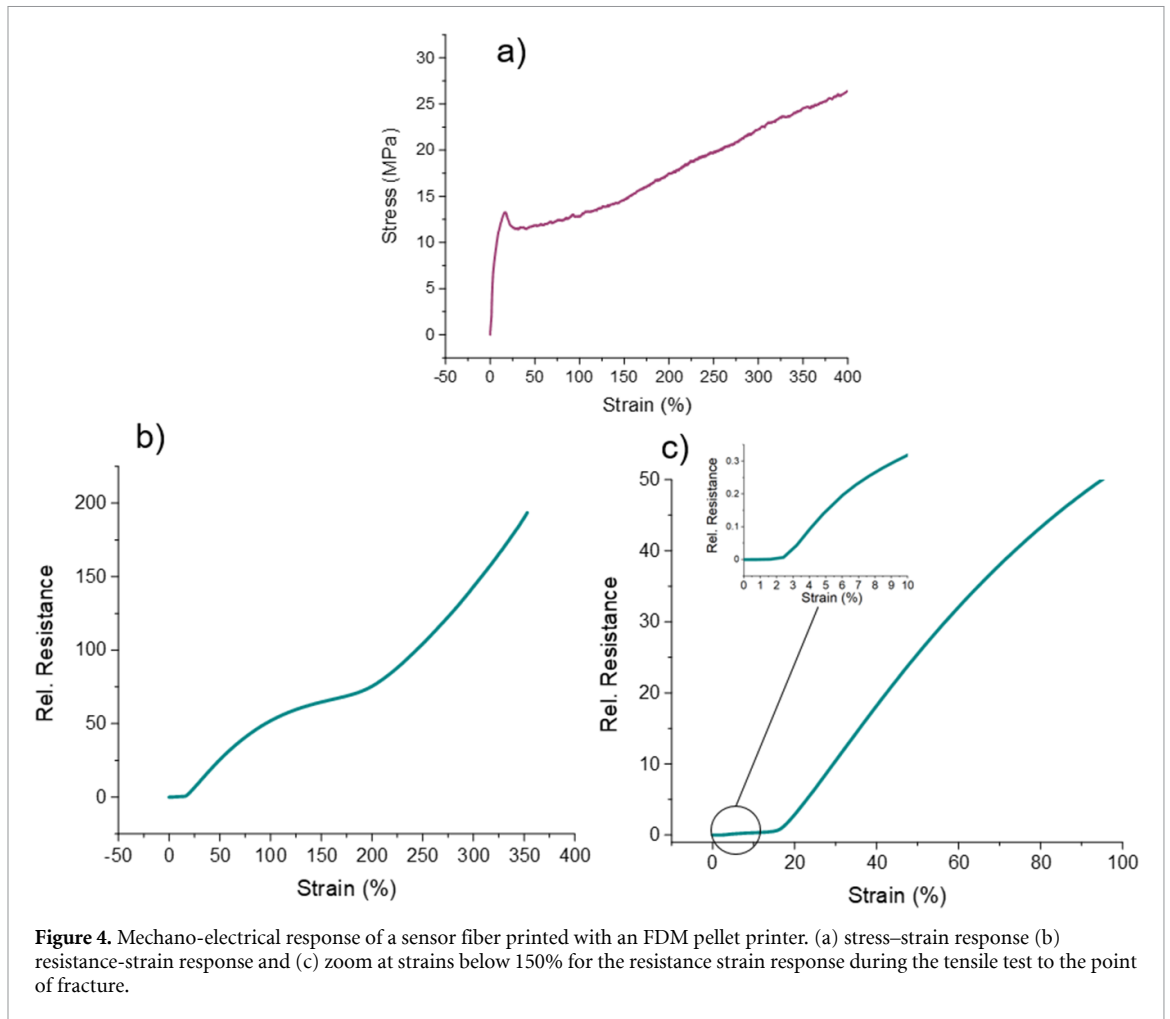 a)
30
25
20
15
10
5
0
Stress (MPa)
-50 0 50 100 150 200 250 300 350 400
Strain (%)
b)
200
150
100
50
0
Rel. Resistance
-50 0 50 100 150 200 250 300 350 400
Strain (%)
c)
50
40
30
20
10
0
Rel. Resistance
0 20 40 60 80 100
Strain (%)
0.3
0.2
0.1
0
Rel. Resistance
0 1 2 3 4 5 6 7 8 9 10
Strain (%)
Figure 4. Mechano-electrical response of a sensor fiber printed with an FDM pellet printer. (a) stress–strain response (b)
resistance-strain response and (c) zoom at strains below 150% for the resistance strain response during the tensile test to the point
of fracture.